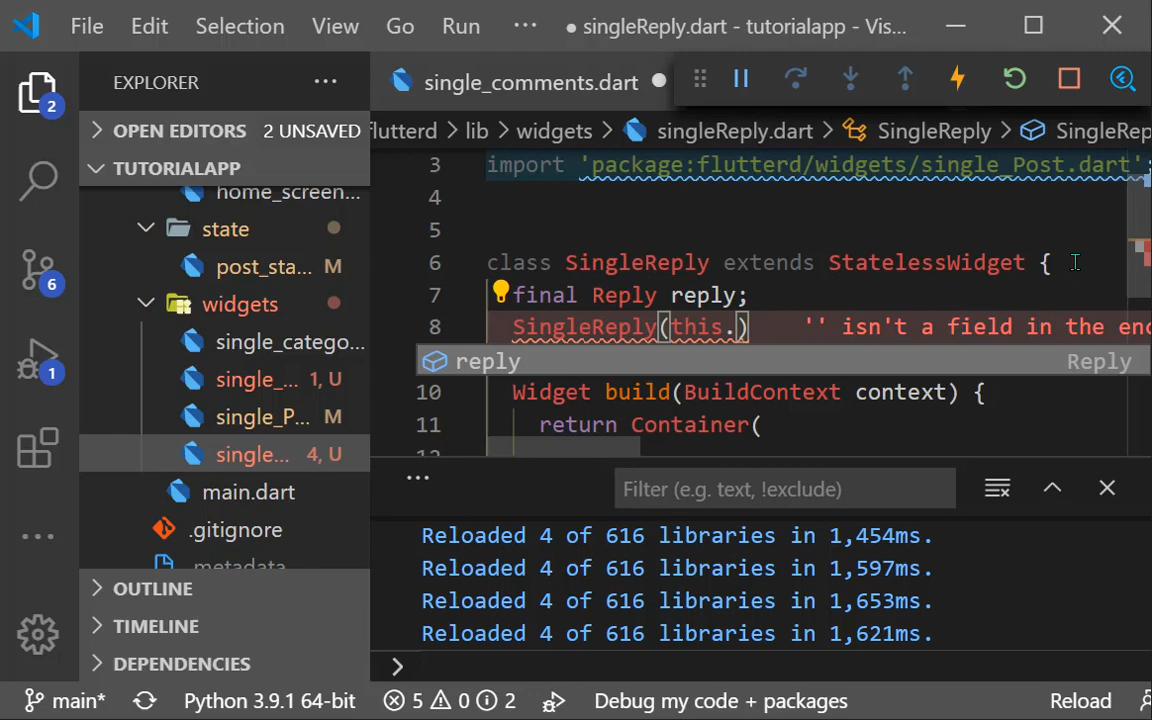 File Edit Selection View Go Run ··· ● singleReply.dart - tutorialapp - Vis...
2
6
1
EXPLORER ···
OPEN EDITORS 2 UNSAVED
TUTORIALAPP
home_screen...
state
post_sta... M
widgets
single_catego...
single_... 1, U
single_P... M
single... 4, U
main.dart
.gitignore
.metadata
OUTLINE
TIMELINE
DEPENDENCIES
single_comments.dart ●
flutterd > lib > widgets > singleReply.dart > SingleReply > SingleRep
3 import 'package:flutterd/widgets/single_Post.dart';
4
5
6 class SingleReply extends StatelessWidget {
7 final Reply reply;
8 SingleReply(this.) '' isn't a field in the enc
reply Reply
10 Widget build(BuildContext context) {
11 return Container(
··· Filter (e.g. text, !exclude)
Reloaded 4 of 616 libraries in 1,454ms.
Reloaded 4 of 616 libraries in 1,597ms.
Reloaded 4 of 616 libraries in 1,653ms.
Reloaded 4 of 616 libraries in 1,621ms.
>
main* Python 3.9.1 64-bit 5 0 2 Debug my code + packages Reload